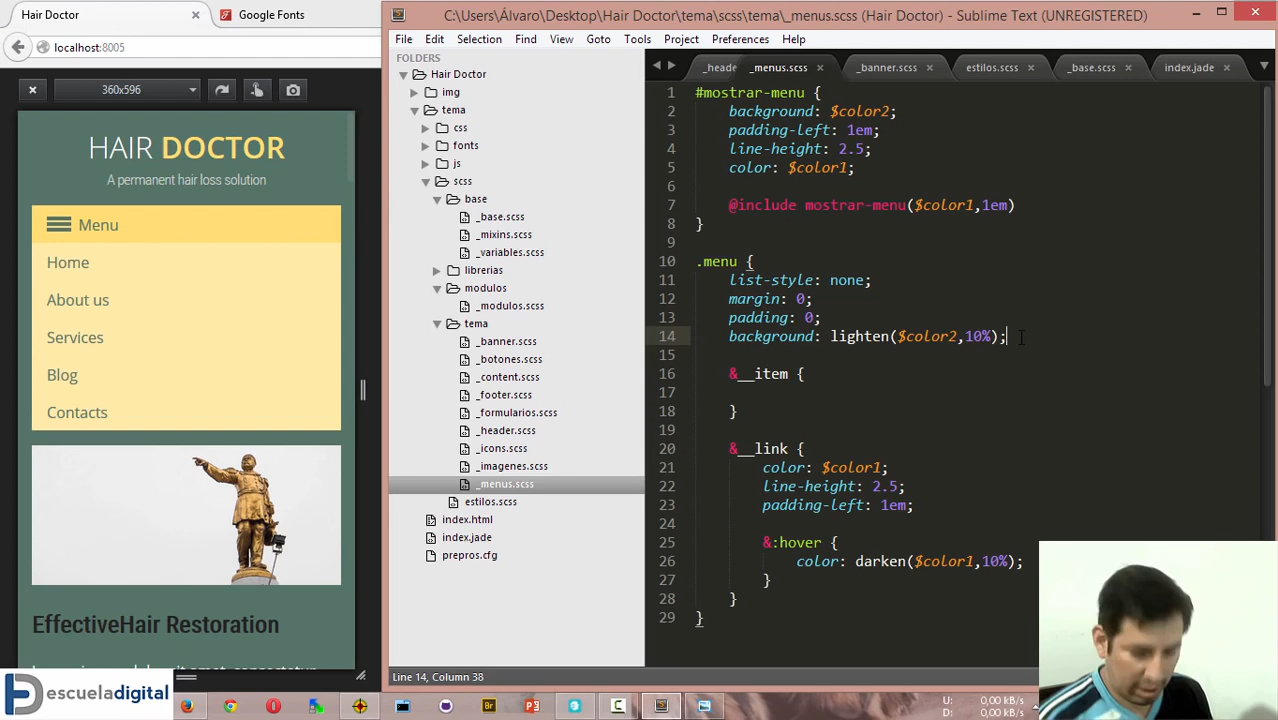 Hair Doctor
Google Fonts
C:\Users\Álvaro\Desktop\Hair Doctor\tema\scss\tema\_menus.scss (Hair Doctor) - Sublime Text (UNREGISTERED)
localhost:8005
File Edit Selection Find View Goto Tools Project Preferences Help
360x596
FOLDERS
Hair Doctor
img
tema
css
fonts
js
scss
base
_base.scss
_mixins.scss
_variables.scss
librerias
modulos
_modulos.scss
tema
_banner.scss
_botones.scss
_content.scss
_footer.scss
_formularios.scss
_header.scss
_icons.scss
_imagenes.scss
_menus.scss
estilos.scss
index.html
index.jade
prepros.cfg
_heade _menus.scss _banner.scss estilos.scss _base.scss index.jade
1 #mostrar-menu {
2 background: $color2;
3 padding-left: 1em;
4 line-height: 2.5;
5 color: $color1;
6
7 @include mostrar-menu($color1,1em)
8 }
9
10 .menu {
11 list-style: none;
12 margin: 0;
13 padding: 0;
14 background: lighten($color2,10%);
15
16 &__item {
17
18 }
19
20 &__link {
21 color: $color1;
22 line-height: 2.5;
23 padding-left: 1em;
24
25 &:hover {
26 color: darken($color1,10%);
27 }
28 }
29 }
HAIR DOCTOR
A permanent hair loss solution
Menu
Home
About us
Services
Blog
Contacts
EffectiveHair Restoration
Line 14, Column 38
escueladigital
Br
U: 0,00 kB/s
D: 0,00 kB/s